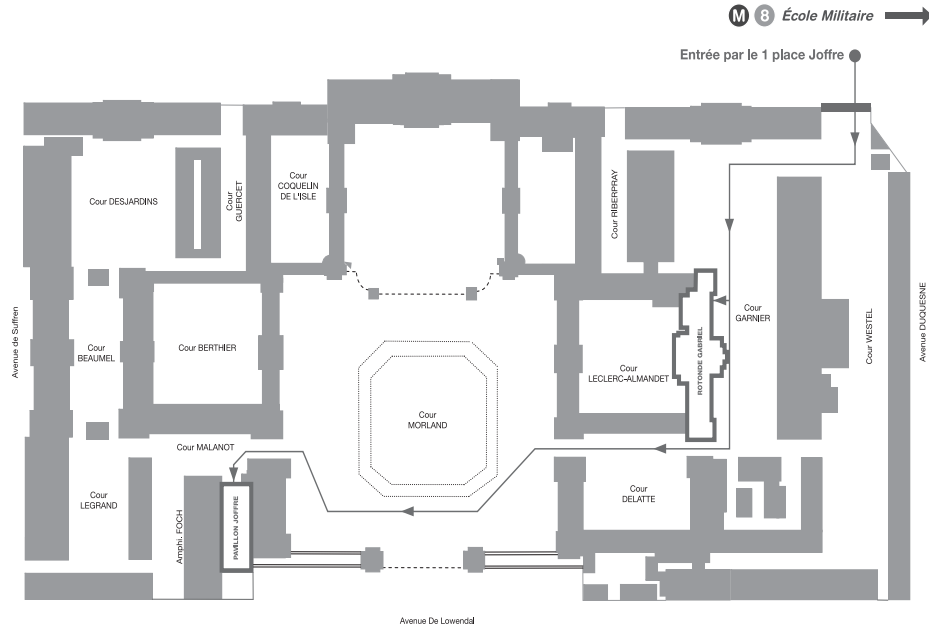 M 8 École Militaire
Entrée par le 1 place Joffre
Cour
COQUELIN
DE L'ISLE
Cour DESJARDINS
Cour
GUERCET
Cour RIBERPRAY
Avenue de Suffren
Cour
BEAUMEL
Cour BERTHIER
Cour
GARNIER
Cour WESTEL
Avenue DUQUESNE
Cour
LECLERC-ALMANDET
ROTONDE GABRIEL
Cour
MORLAND
Cour MALANOT
Cour
LEGRAND
Amphi. FOCH
PAVILLON JOFFRE
Cour
DELATTE
Avenue De Lowendal